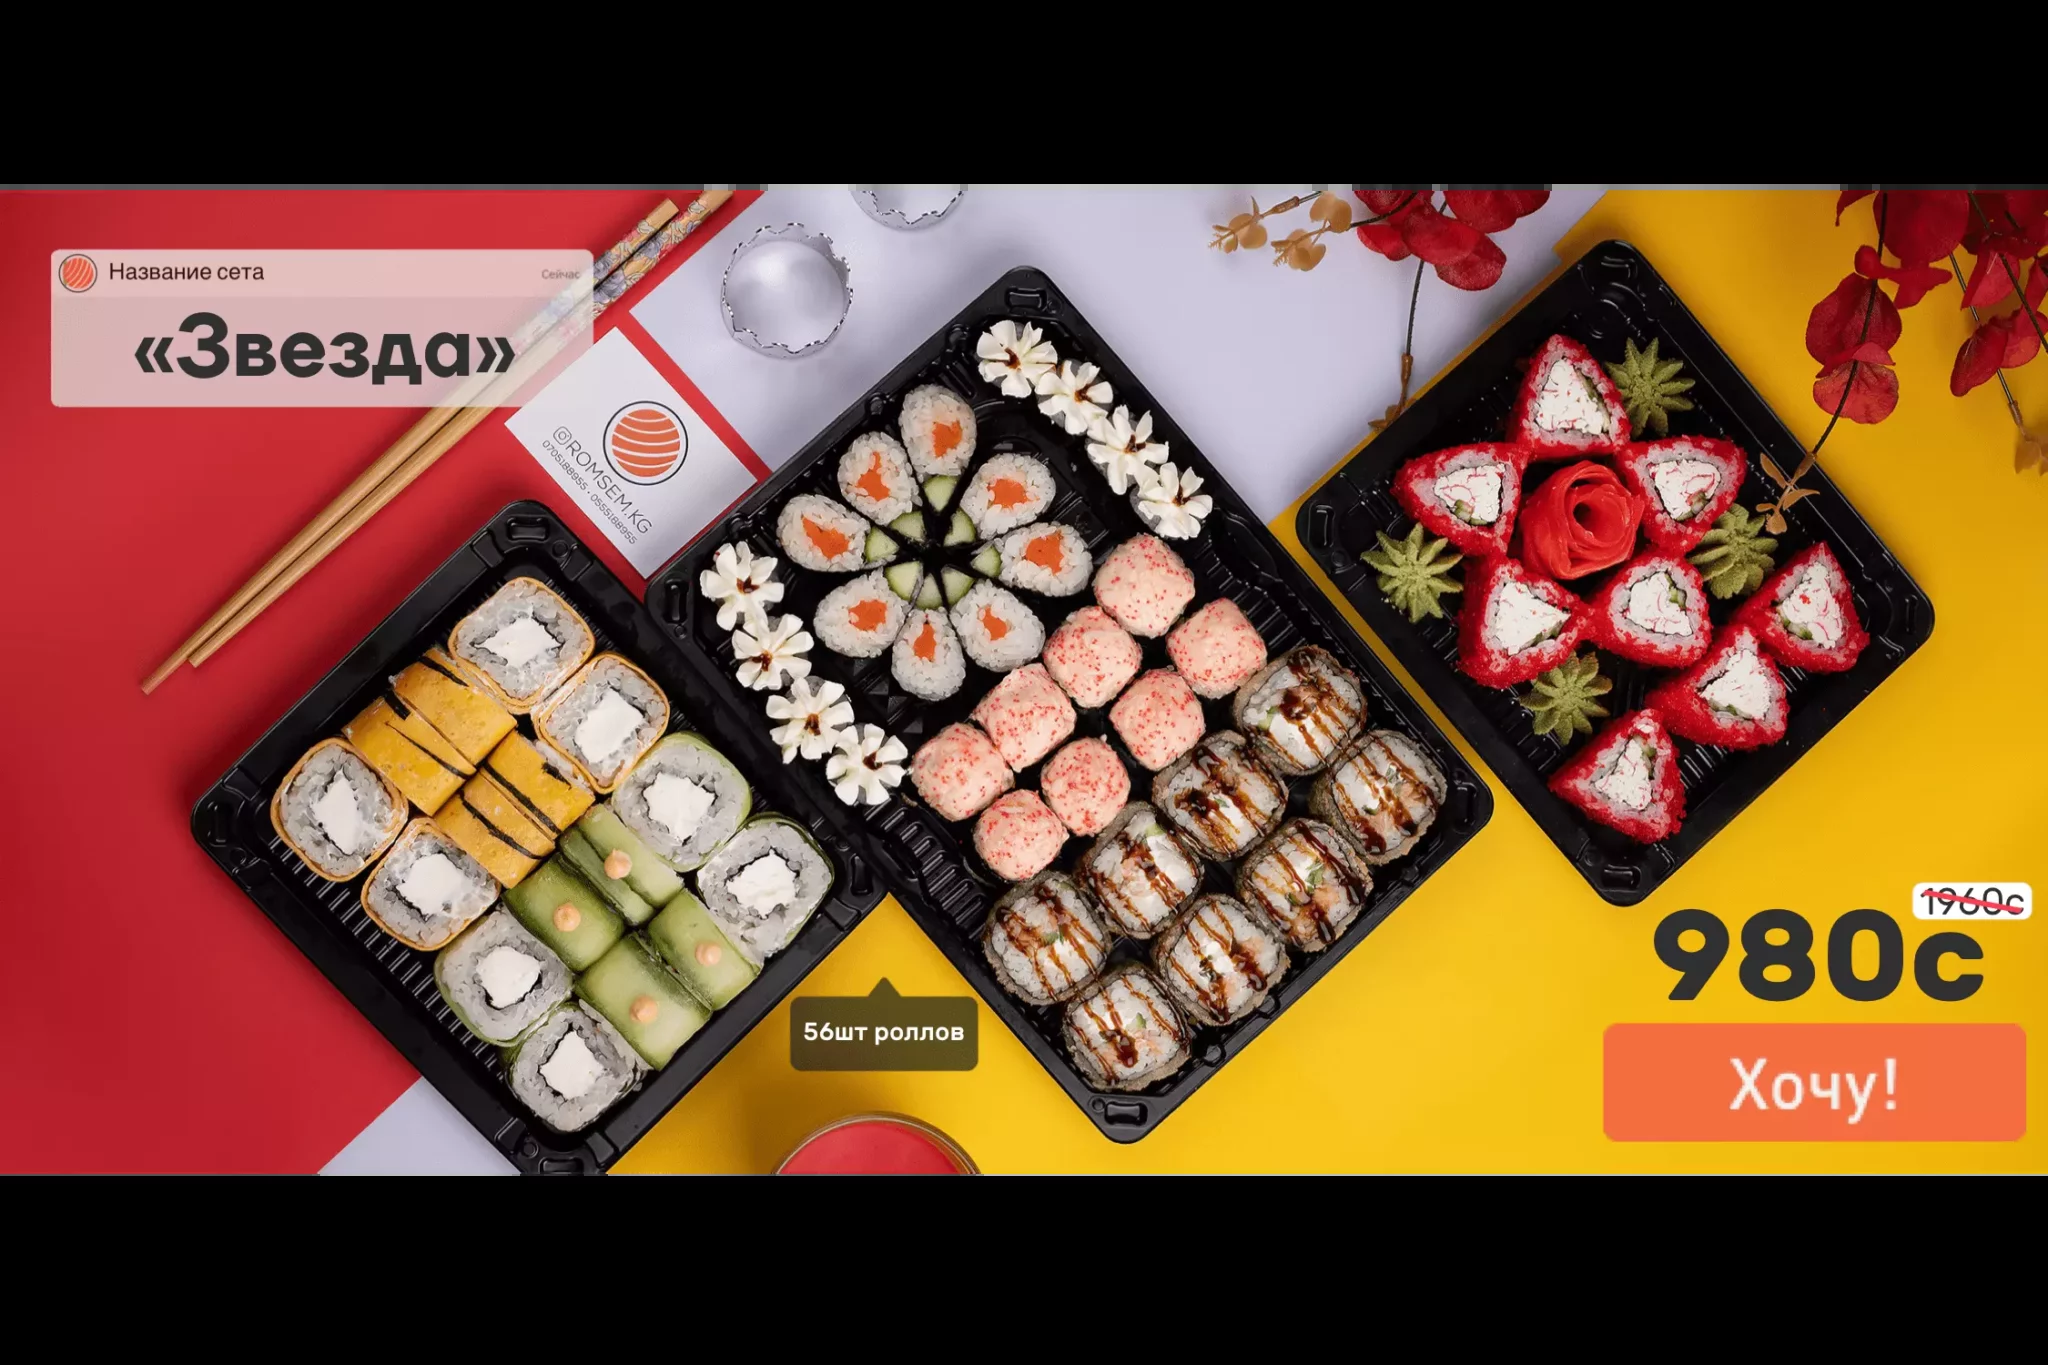 Название сета
Сейчас
«Звезда»
@ROMSEM.KG
0705188955 · 0555188955
56шт роллов
1960с
980с
Хочу!